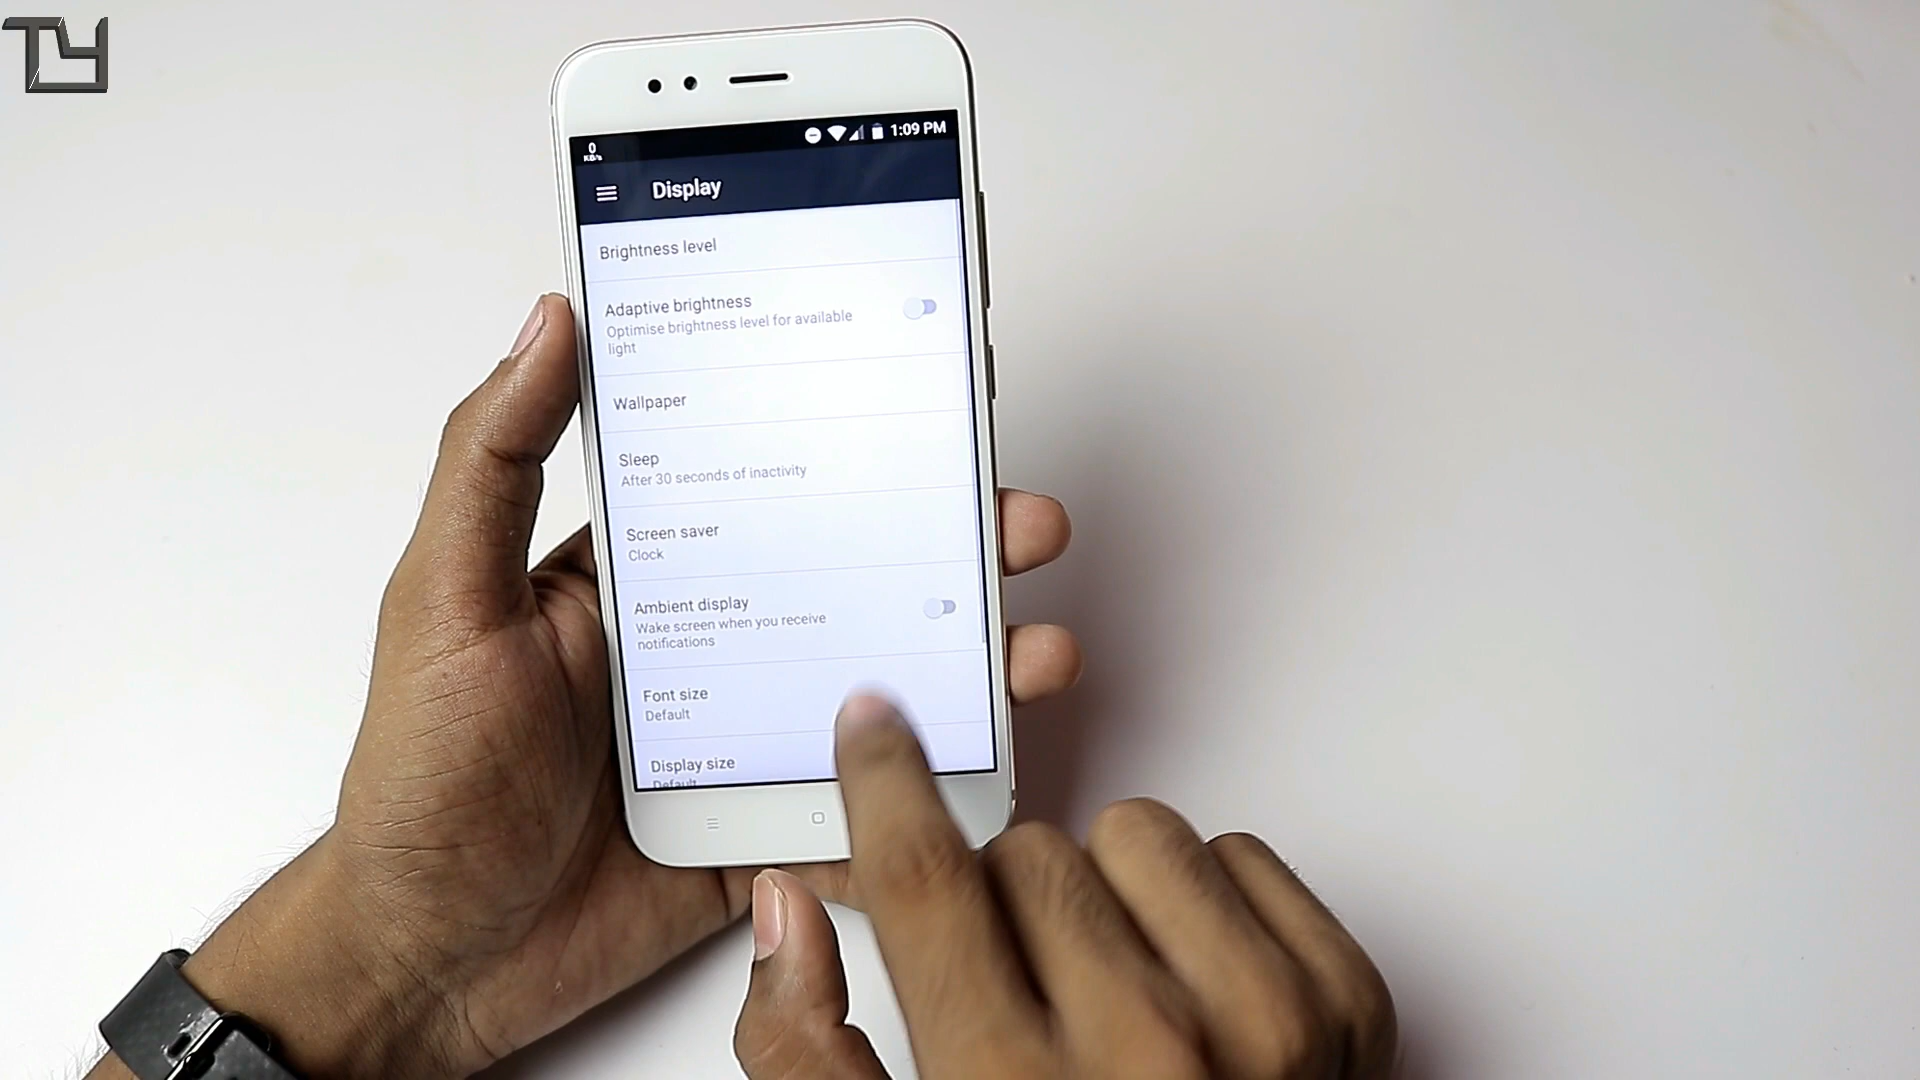 TY
0
KB/s
1:09 PM
Display
Brightness level
Adaptive brightness
Optimise brightness level for available
light
Wallpaper
Sleep
After 30 seconds of inactivity
Screen saver
Clock
Ambient display
Wake screen when you receive
notifications
Font size
Default
Display size
Default